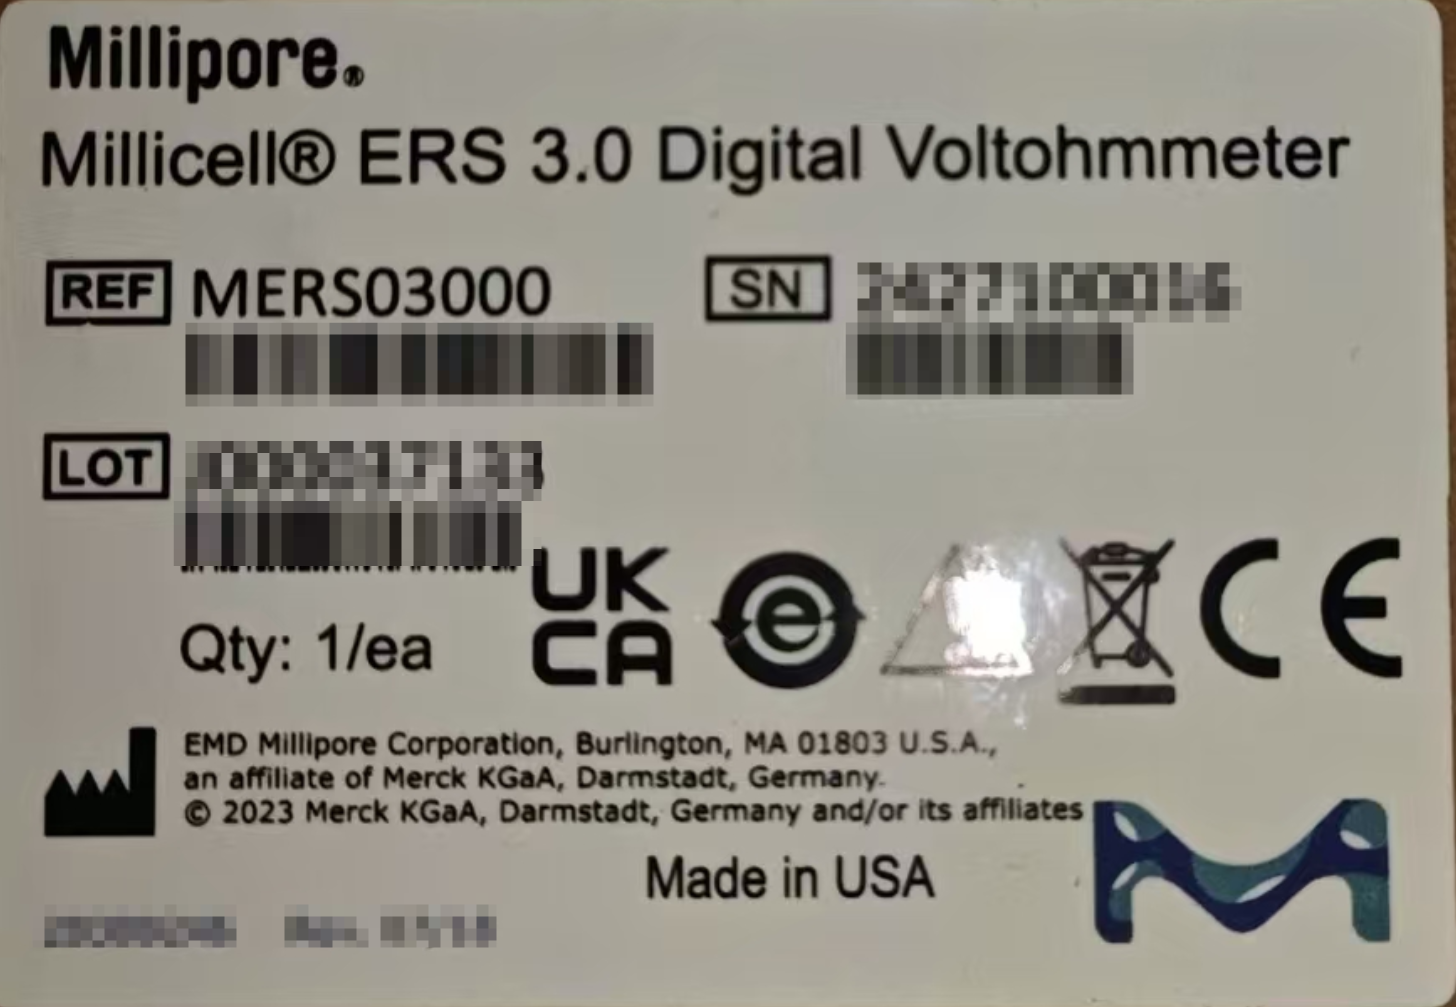 Millipore®
Millicell® ERS 3.0 Digital Voltohmmeter
REF MERS03000 SN
LOT
UK
CA
e
CE
Qty: 1/ea
EMD Millipore Corporation, Burlington, MA 01803 U.S.A.,
an affiliate of Merck KGaA, Darmstadt, Germany.
© 2023 Merck KGaA, Darmstadt, Germany and/or its affiliates
Made in USA